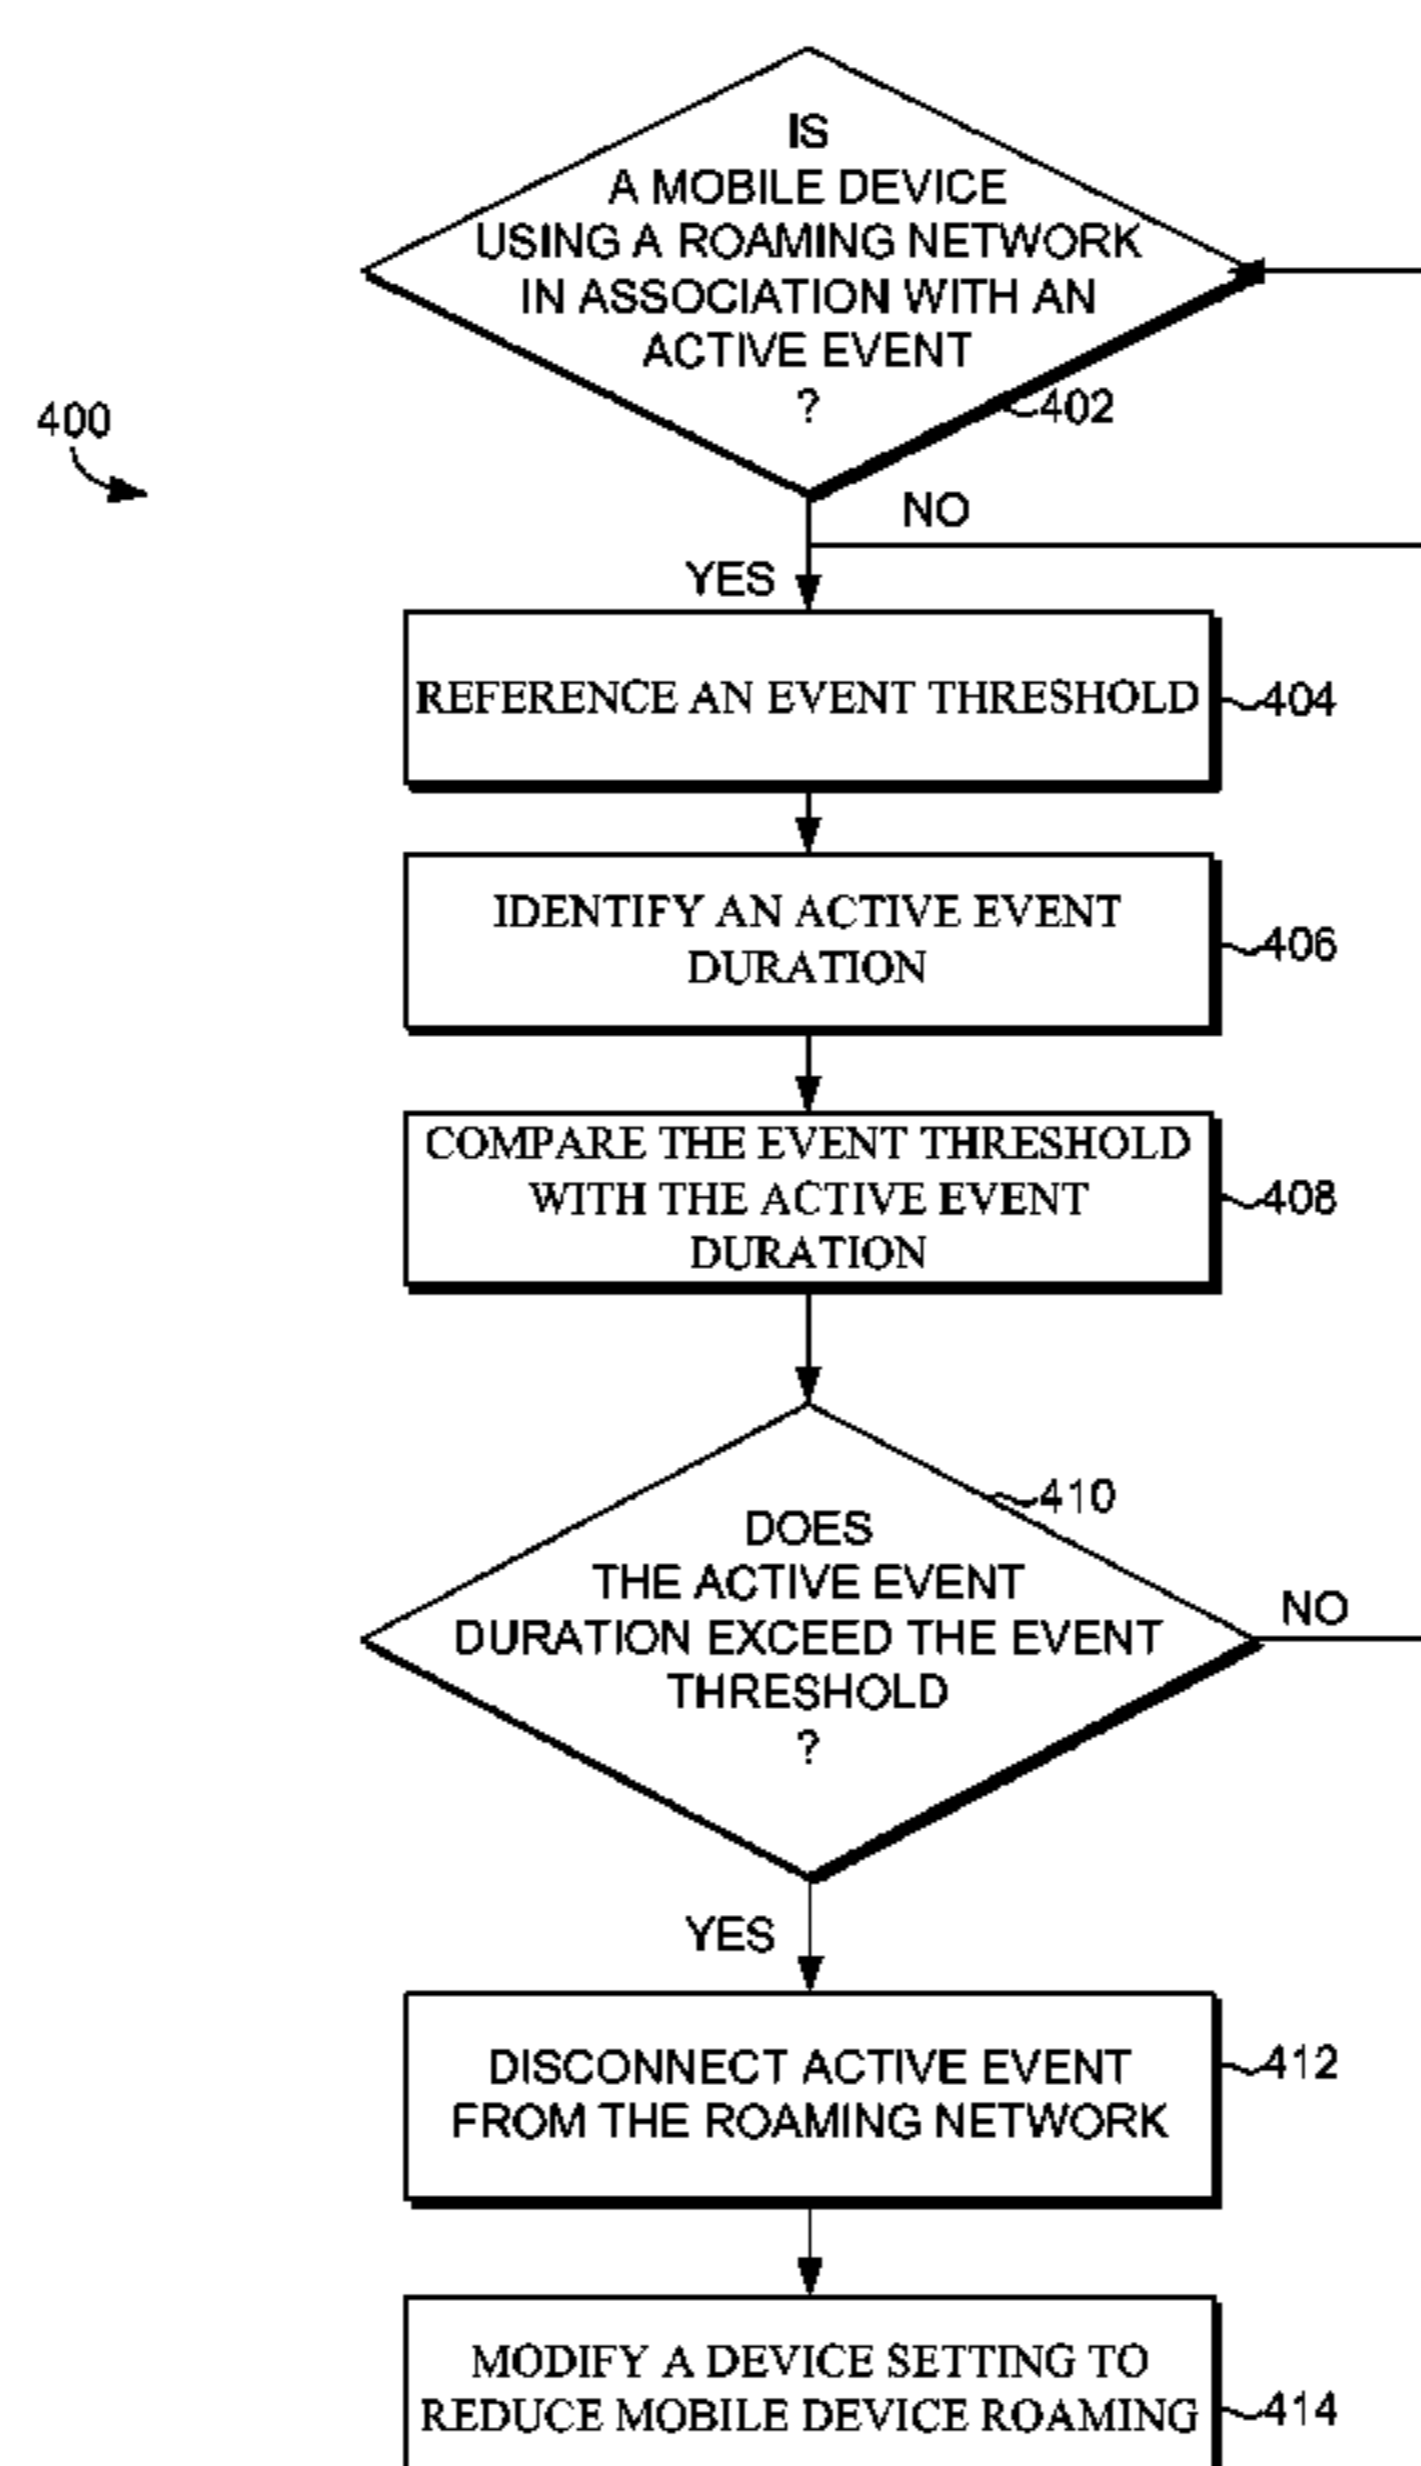 IS
A MOBILE DEVICE
USING A ROAMING NETWORK
IN ASSOCIATION WITH AN
ACTIVE EVENT
?
402
400
NO
YES
REFERENCE AN EVENT THRESHOLD
404
IDENTIFY AN ACTIVE EVENT
DURATION
406
COMPARE THE EVENT THRESHOLD
WITH THE ACTIVE EVENT
DURATION
408
410
DOES
THE ACTIVE EVENT
DURATION EXCEED THE EVENT
THRESHOLD
?
NO
YES
DISCONNECT ACTIVE EVENT
FROM THE ROAMING NETWORK
412
MODIFY A DEVICE SETTING TO
REDUCE MOBILE DEVICE ROAMING
414